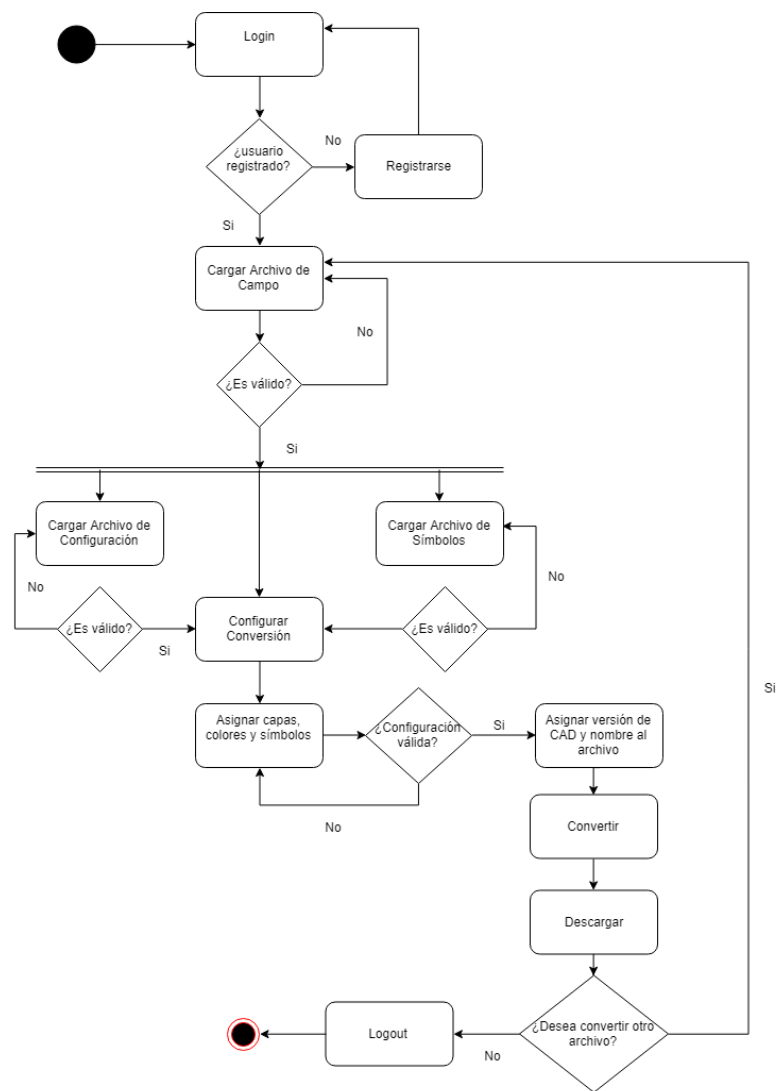 Login
¿usuario
registrado?
No
Registrarse
Si
Cargar Archivo de
Campo
No
¿Es válido?
Si
Cargar Archivo de
Configuración
Cargar Archivo de
Símbolos
No
No
¿Es válido?
Si
Configurar
Conversión
¿Es válido?
Si
Asignar capas,
colores y símbolos
¿Configuración
válida?
Si
Asignar versión de
CAD y nombre al
archivo
No
Convertir
Descargar
¿Desea convertir otro
archivo?
No
Logout